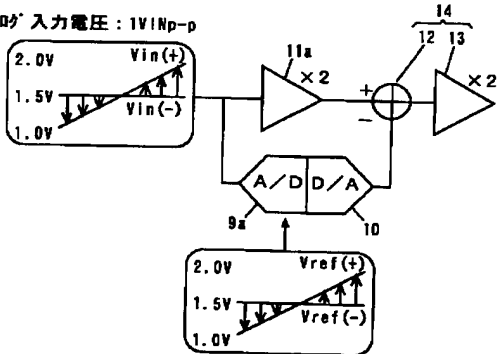 ログ入力電圧:1VINp-p
14
12 13
11a
×2
×2
+
−
2.0V Vin(+)
1.5V
Vin(-)
1.0V
A/D D/A
9a 10
2.0V Vref(+)
1.5V
Vref(-)
1.0V